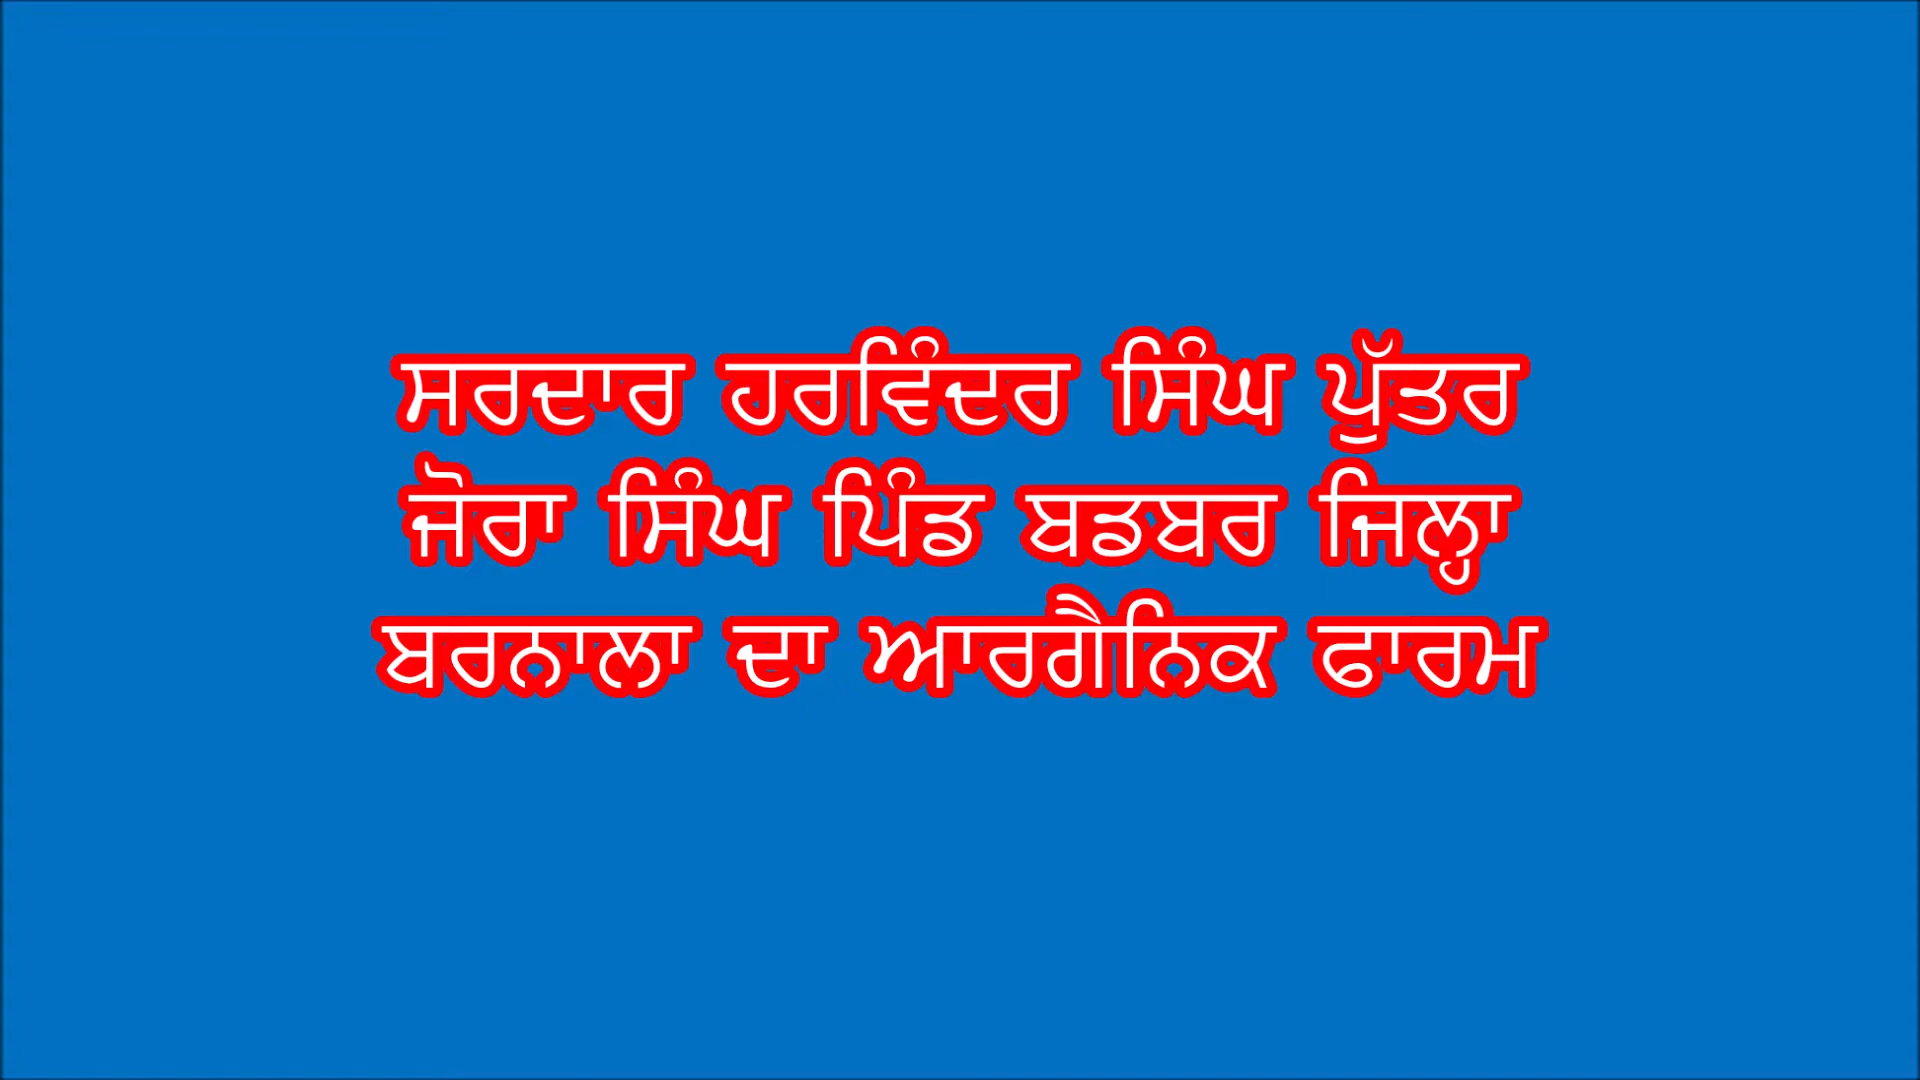 ਸਰਦਾਰ ਹਰਵਿੰਦਰ ਸਿੰਘ ਪੁੱਤਰ
ਜੋਰਾ ਸਿੰਘ ਪਿੰਡ ਬਡਬਰ ਜਿਲ੍ਹਾ
ਬਰਨਾਲਾ ਦਾ ਆਰਗੈਨਿਕ ਫਾਰਮ